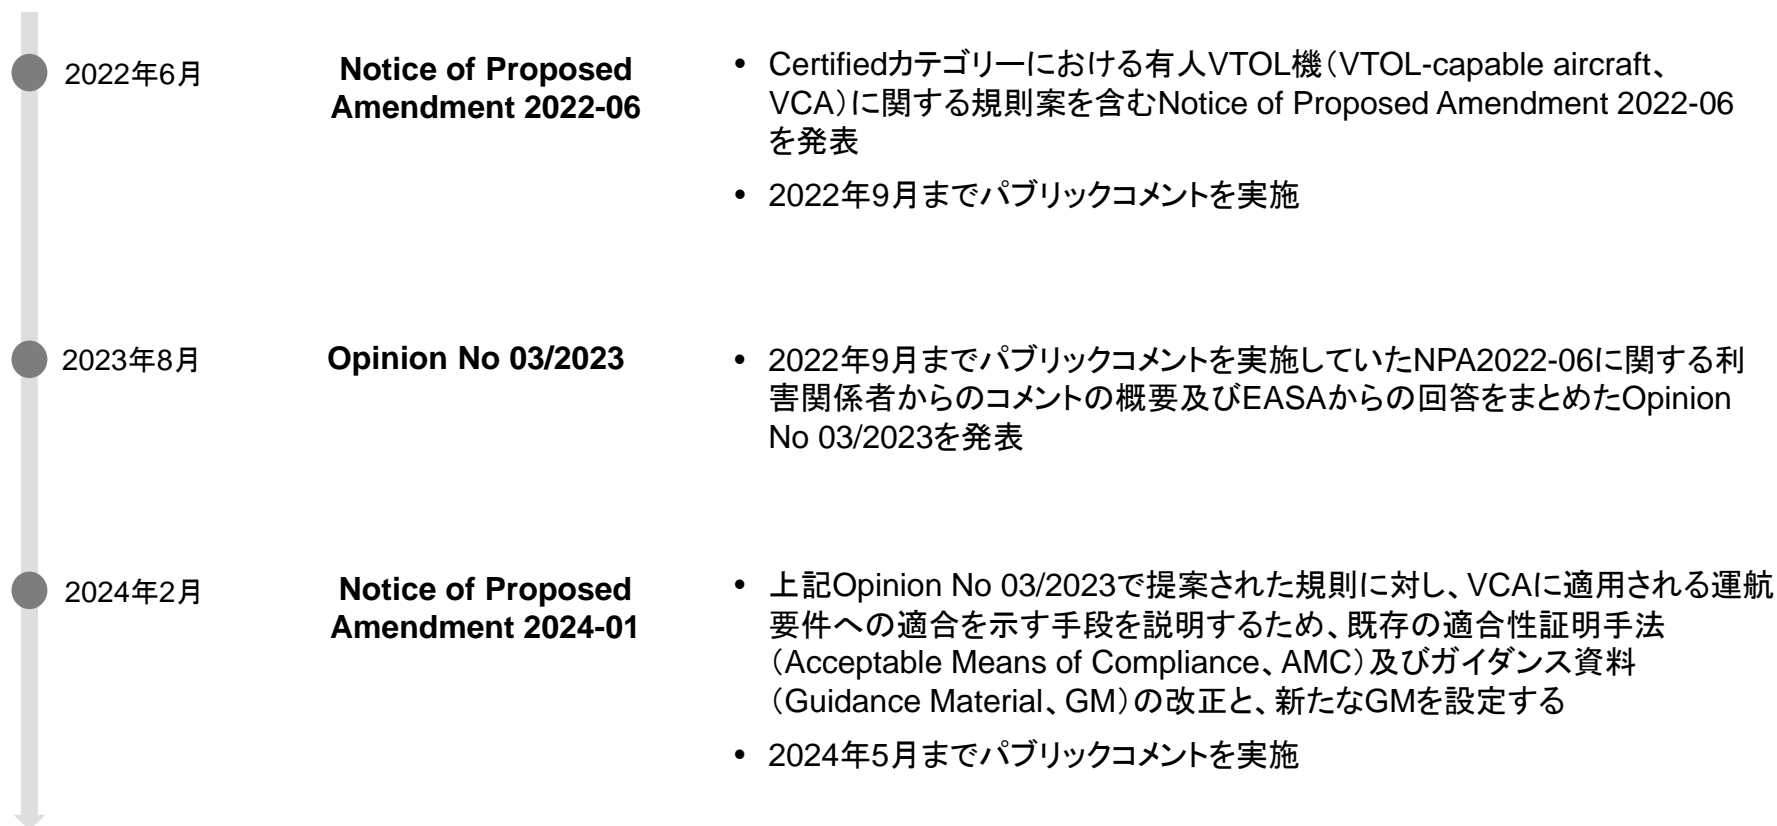 2022年6月
Notice of Proposed
Amendment 2022-06
• Certifiedカテゴリーにおける有人VTOL機（VTOL-capable aircraft、
VCA）に関する規則案を含むNotice of Proposed Amendment 2022-06
を発表
• 2022年9月までパブリックコメントを実施
2023年8月
Opinion No 03/2023
• 2022年9月までパブリックコメントを実施していたNPA2022-06に関する利
害関係者からのコメントの概要及びEASAからの回答をまとめたOpinion
No 03/2023を発表
2024年2月
Notice of Proposed
Amendment 2024-01
• 上記Opinion No 03/2023で提案された規則に対し、VCAに適用される運航
要件への適合を示す手段を説明するため、既存の適合性証明手法
（Acceptable Means of Compliance、AMC）及びガイダンス資料
（Guidance Material、GM）の改正と、新たなGMを設定する
• 2024年5月までパブリックコメントを実施